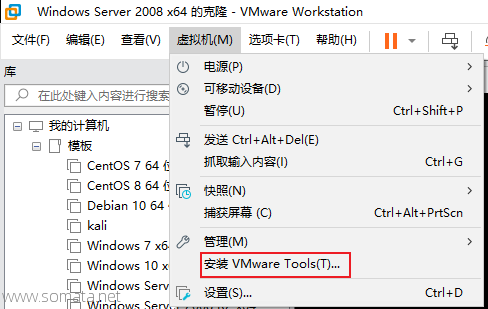 Windows Server 2008 x64 的克隆 - VMware Workstation
文件(F) 编辑(E) 查看(V) 虚拟机(M) 选项卡(T) 帮助(H)
库
在此处键入内容进行搜索
我的计算机
模板
CentOS 7 64 位
CentOS 8 64 位
Debian 10 64
kali
Windows 7 x6
Windows 10 x
Windows Serve
电源(P)
可移动设备(D)
暂停(U) Ctrl+Shift+P
发送 Ctrl+Alt+Del(E)
抓取输入内容(I) Ctrl+G
快照(N)
捕获屏幕 (C) Ctrl+Alt+PrtScn
管理(M)
安装 VMware Tools(T)...
设置(S)... Ctrl+D
www.somata.net